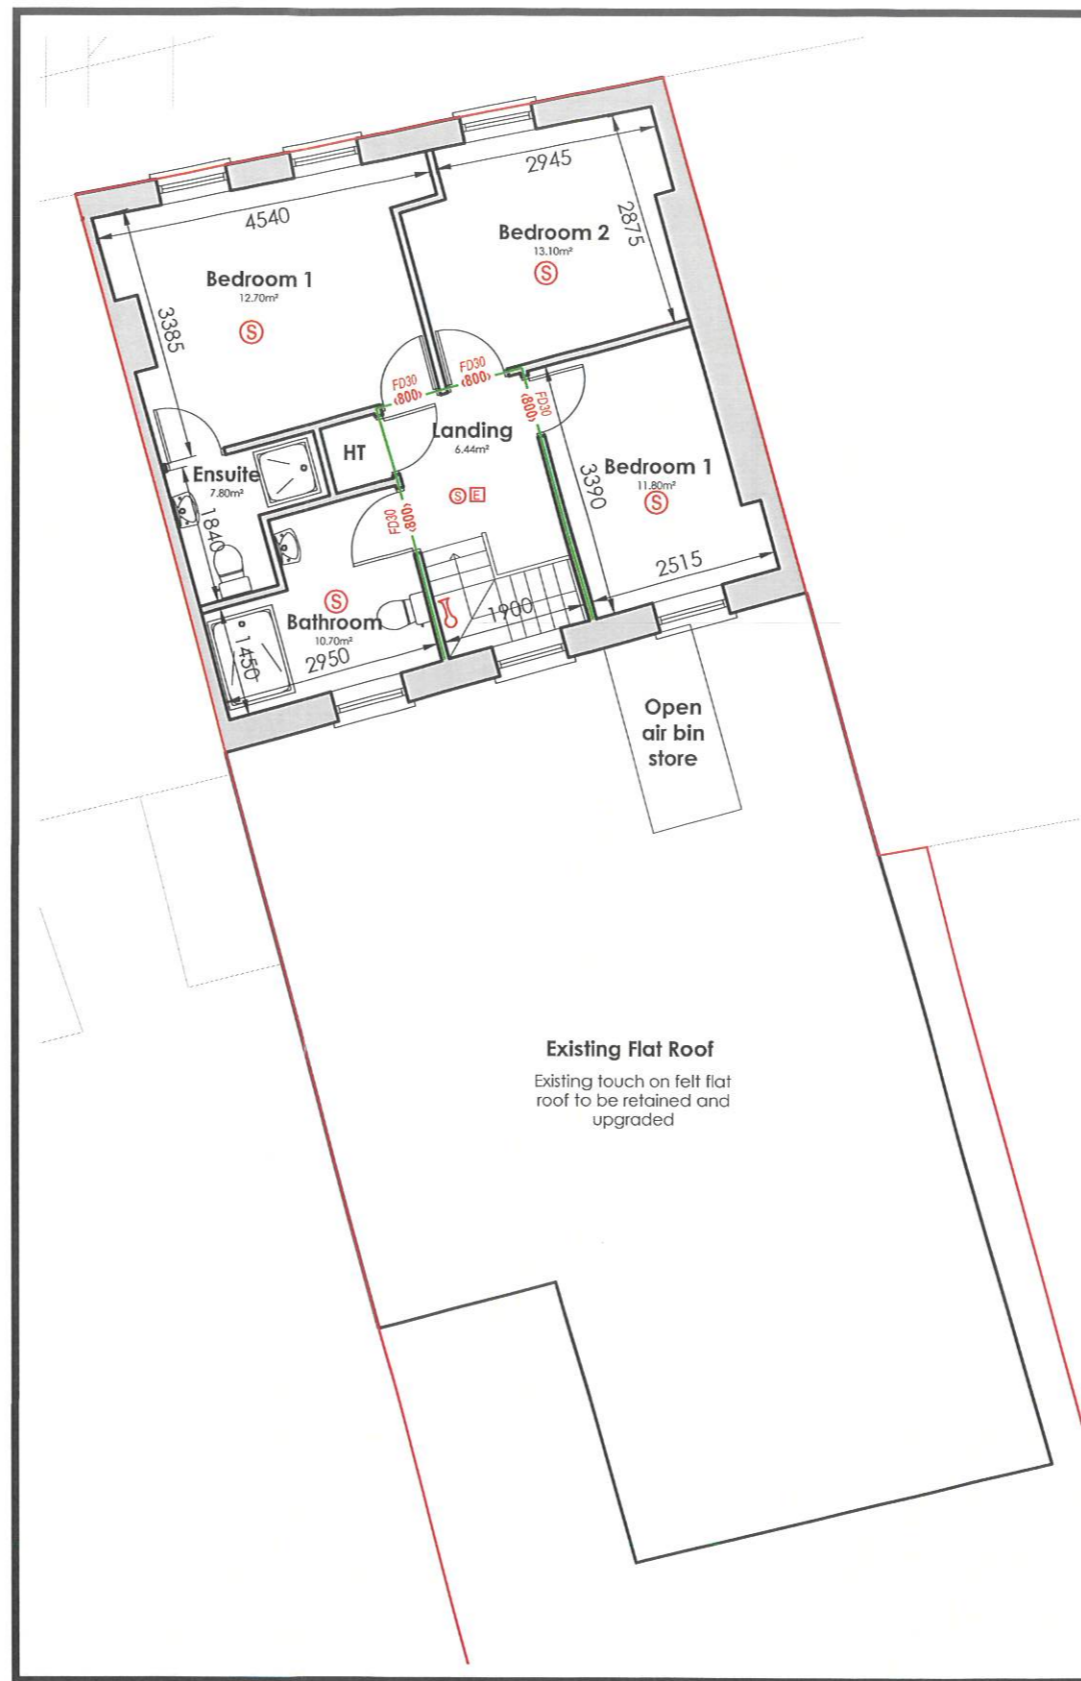 2945
4540
2875
Bedroom 2
13.10m²
S
Bedroom 1
12.70m²
S
3385
FD30
‹800›
FD30
‹800›
FD30
‹800›
HT
Landing
6.44m²
S E
Ensuite
7.80m²
1840
FD30
‹800›
Bedroom 1
11.80m²
S
3390
2515
S
Bathroom
10.70m²
1900
1450
2950
Open
air bin
store
Existing Flat Roof
Existing touch on felt flat
roof to be retained and
upgraded